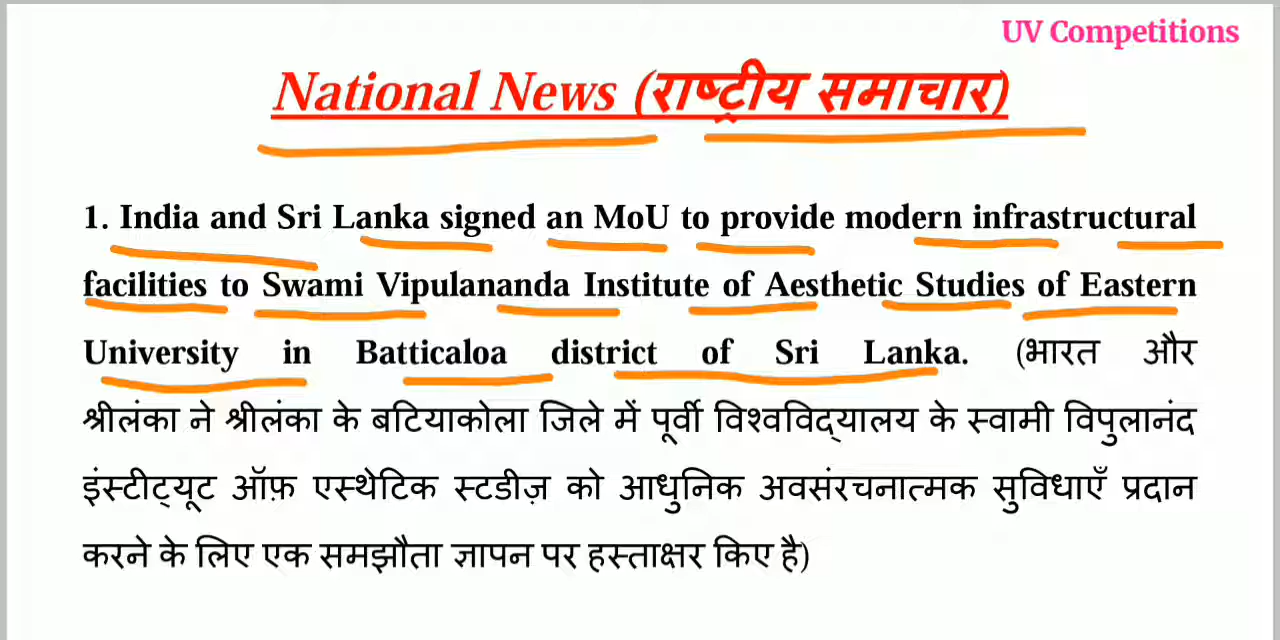 UV Competitions
National News (राष्ट्रीय समाचार)
1. India and Sri Lanka signed an MoU to provide modern infrastructural
facilities to Swami Vipulananda Institute of Aesthetic Studies of Eastern
University in Batticaloa district of Sri Lanka. (भारत और
श्रीलंका ने श्रीलंका के बटियाकोला जिले में पूर्वी विश्वविद्यालय के स्वामी विपुलानंद
इंस्टीट्यूट ऑफ़ एस्थेटिक स्टडीज़ को आधुनिक अवसंरचनात्मक सुविधाएँ प्रदान
करने के लिए एक समझौता ज्ञापन पर हस्ताक्षर किए है)